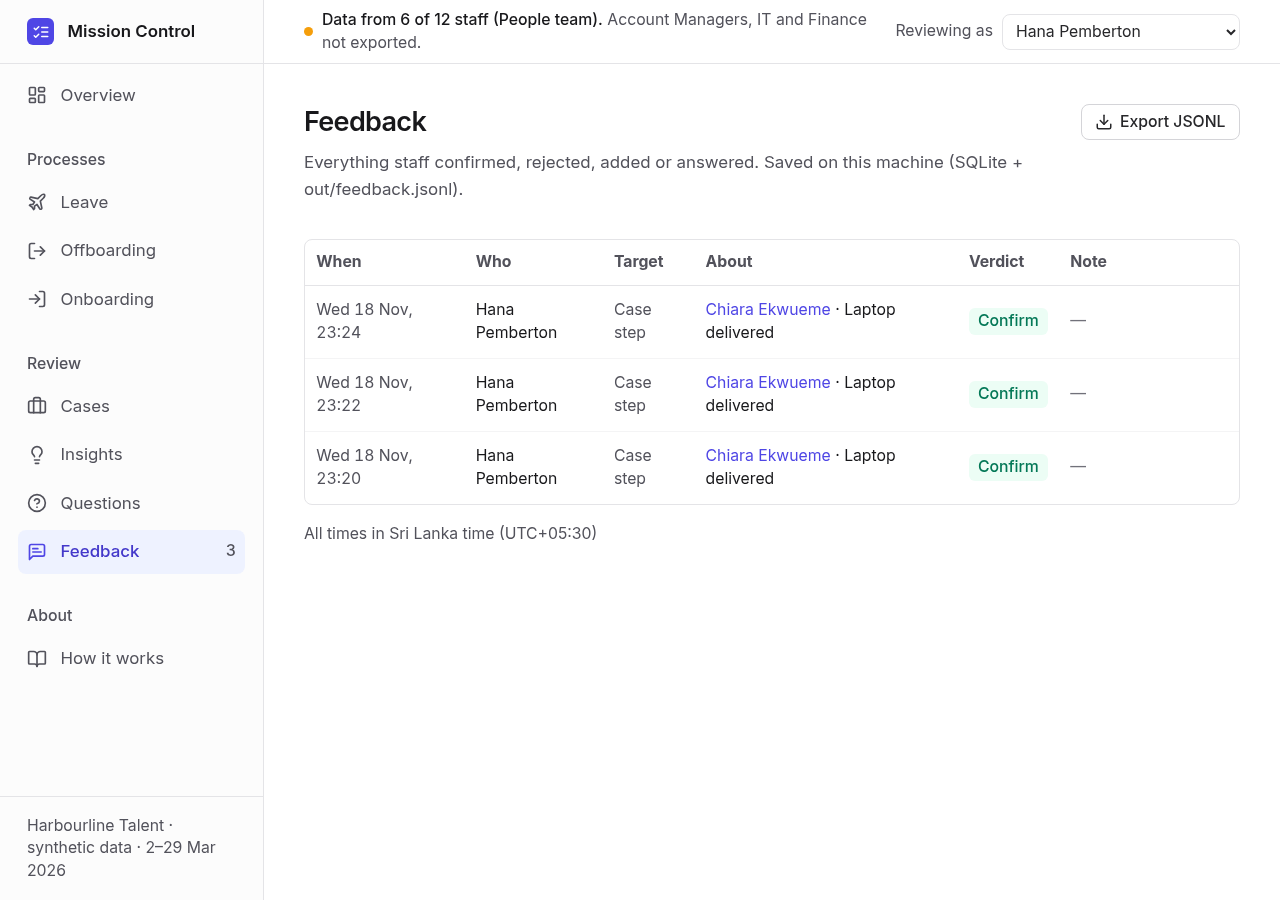 Mission Control
Data from 6 of 12 staff (People team). Account Managers, IT and Finance
not exported.
Reviewing as
Hana Pemberton
Overview
Processes
Leave
Offboarding
Onboarding
Review
Cases
Insights
Questions
Feedback 3
About
How it works
Harbourline Talent ·
synthetic data · 2–29 Mar
2026
Feedback
Export JSONL
Everything staff confirmed, rejected, added or answered. Saved on this machine (SQLite +
out/feedback.jsonl).
When Who Target About Verdict Note
Wed 18 Nov, Hana Case Chiara Ekwueme · Laptop Confirm —
23:24 Pemberton step delivered
Wed 18 Nov, Hana Case Chiara Ekwueme · Laptop Confirm —
23:22 Pemberton step delivered
Wed 18 Nov, Hana Case Chiara Ekwueme · Laptop Confirm —
23:20 Pemberton step delivered
All times in Sri Lanka time (UTC+05:30)